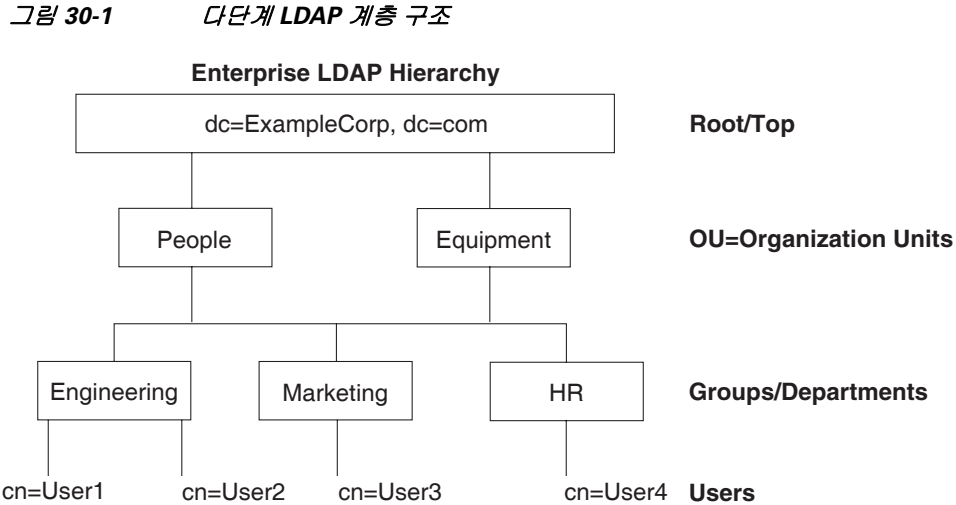 그림 30-1 다단계 LDAP 계층 구조
Enterprise LDAP Hierarchy
dc=ExampleCorp, dc=com Root/Top
People Equipment OU=Organization Units
Engineering Marketing HR Groups/Departments
cn=User1 cn=User2 cn=User3 cn=User4 Users